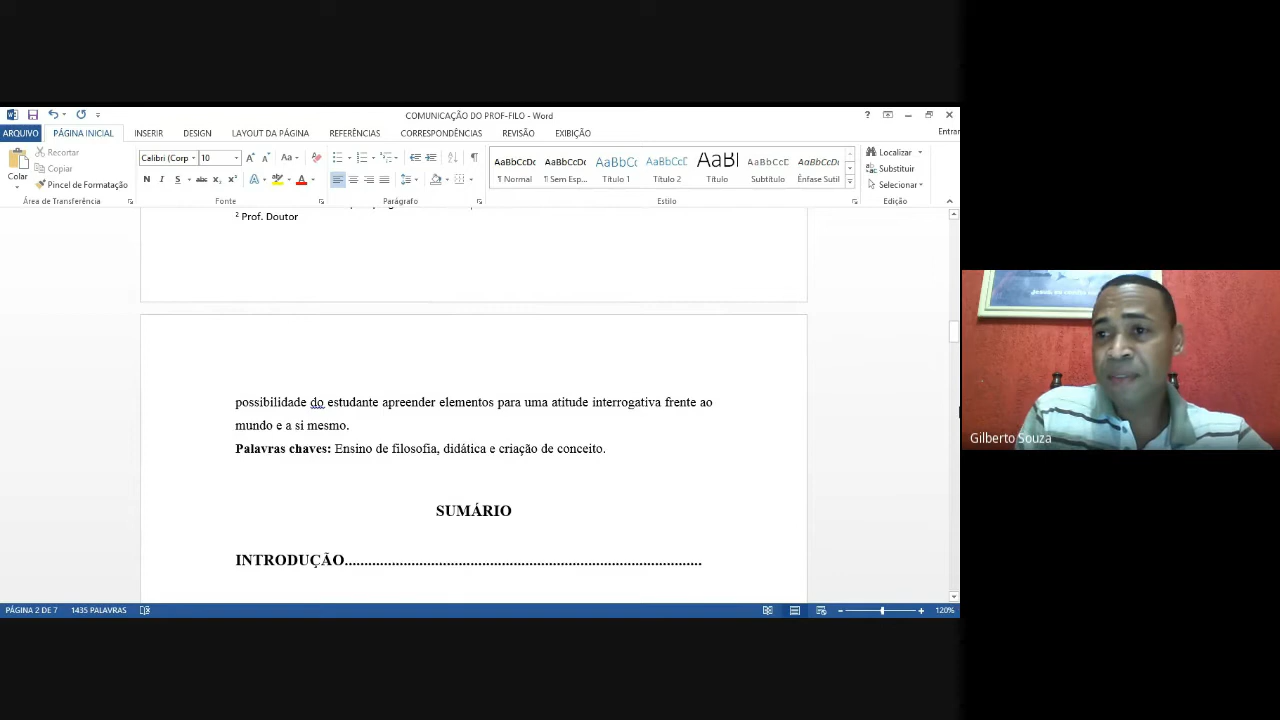 COMUNICAÇÃO DO PROF-FILO - Word
ARQUIVO PÁGINA INICIAL INSERIR DESIGN LAYOUT DA PÁGINA REFERÊNCIAS CORRESPONDÊNCIAS REVISÃO EXIBIÇÃO Entrar
Colar
Recortar
Copiar
Pincel de Formatação
Área de Transferência
Calibri (Corp 10
Fonte
Parágrafo
AaBbCcDc AaBbCcDc AaBbCc AaBbCcD AaBl AaBbCcD AaBbCcDc
¶ Normal ¶ Sem Esp... Título 1 Título 2 Título Subtítulo Ênfase Sutil
Estilo
Localizar
Substituir
Selecionar
Edição
2 Prof. Doutor
possibilidade do estudante apreender elementos para uma atitude interrogativa frente ao
mundo e a si mesmo.
Palavras chaves: Ensino de filosofia, didática e criação de conceito.
SUMÁRIO
INTRODUÇÃO............................................................................................
PÁGINA 2 DE 7 1435 PALAVRAS 120%
Gilberto Souza